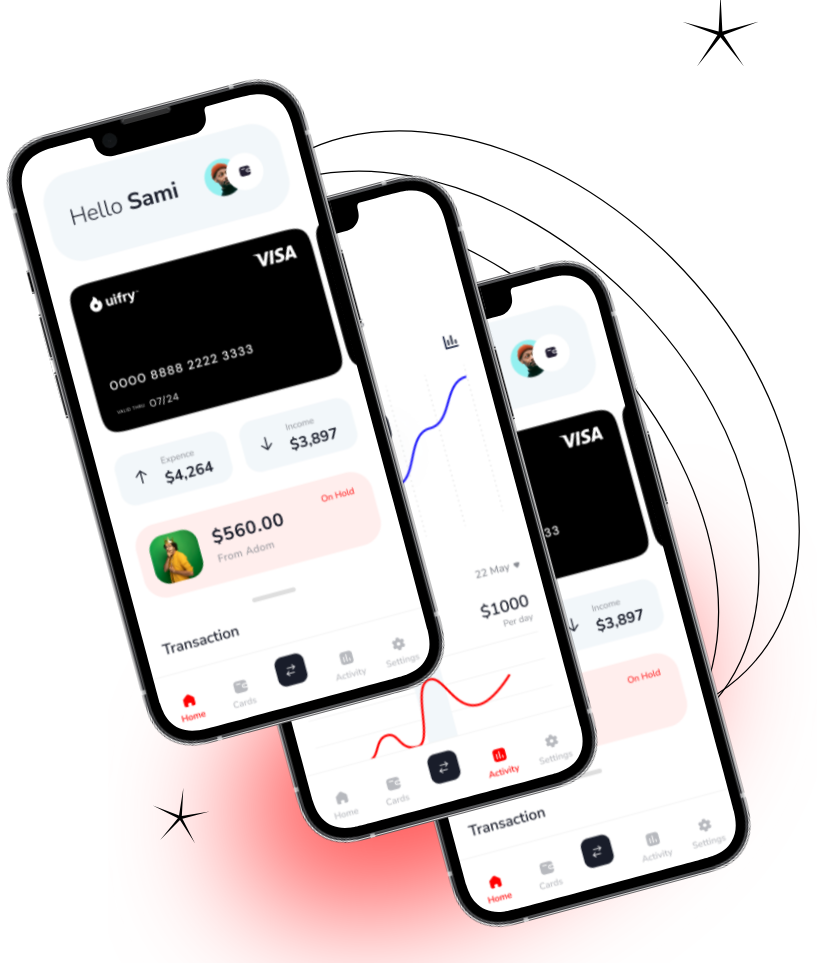 Hello Sami
VISA
uifry™
0000 8888 2222 3333
VALID THRU 07/24
Expence
$4,264
Income
$3,897
On Hold
$560.00
From Adom
Transaction
Home
Cards
Activity
Settings
22 May
$1000
Per day
Home
Cards
Activity
Settings
VISA
33
Income
$3,897
On Hold
Transaction
Home
Cards
Activity
Settings